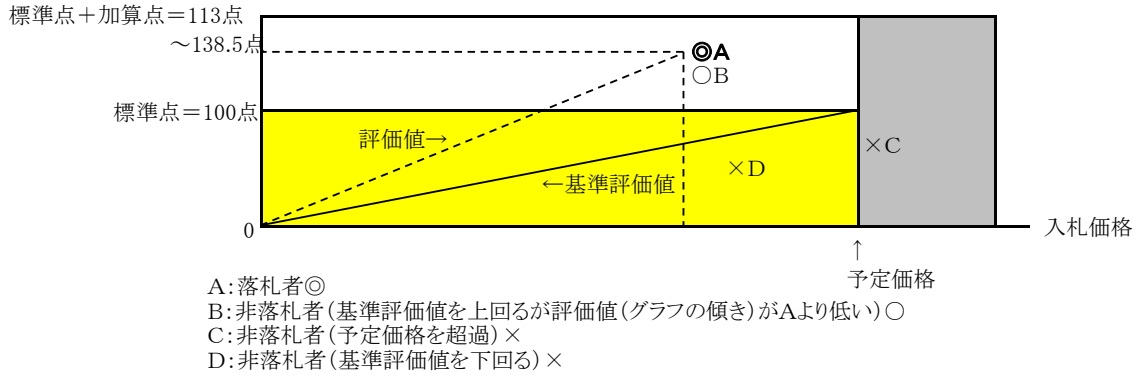 標準点＋加算点＝113点
～138.5点
◎A
○B
標準点＝100点
評価値→
×C
×D
←基準評価値
0
入札価格
↑
予定価格
A：落札者◎
B：非落札者（基準評価値を上回るが評価値（グラフの傾き）がAより低い）○
C：非落札者（予定価格を超過）×
D：非落札者（基準評価値を下回る）×